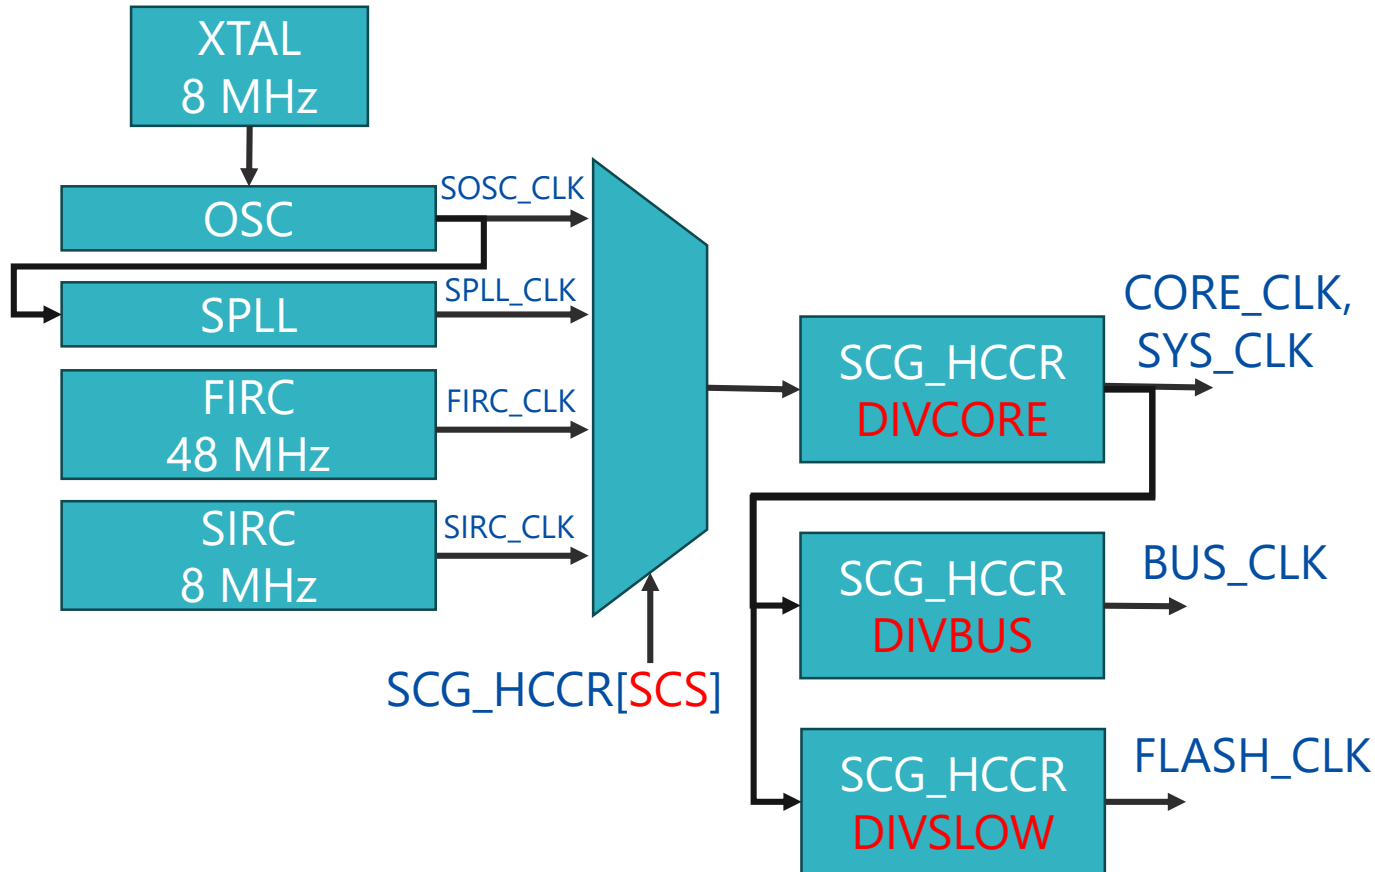 XTAL
8 MHz
OSC
SOSC_CLK
SPLL
SPLL_CLK
FIRC
48 MHz
FIRC_CLK
SIRC
8 MHz
SIRC_CLK
SCG_HCCR[SCS]
SCG_HCCR
DIVCORE
CORE_CLK,
SYS_CLK
SCG_HCCR
DIVBUS
BUS_CLK
SCG_HCCR
DIVSLOW
FLASH_CLK